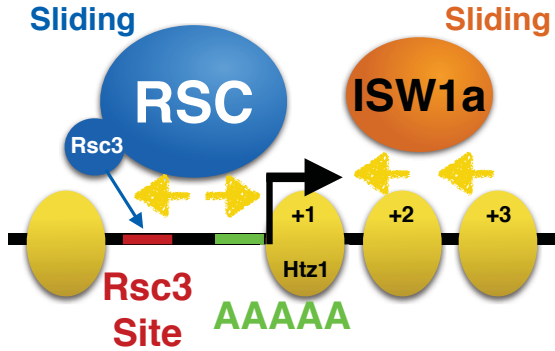 Sliding
Sliding
RSC
ISW1a
Rsc3
+1
+2
+3
Htz1
Rsc3
Site
AAAAA